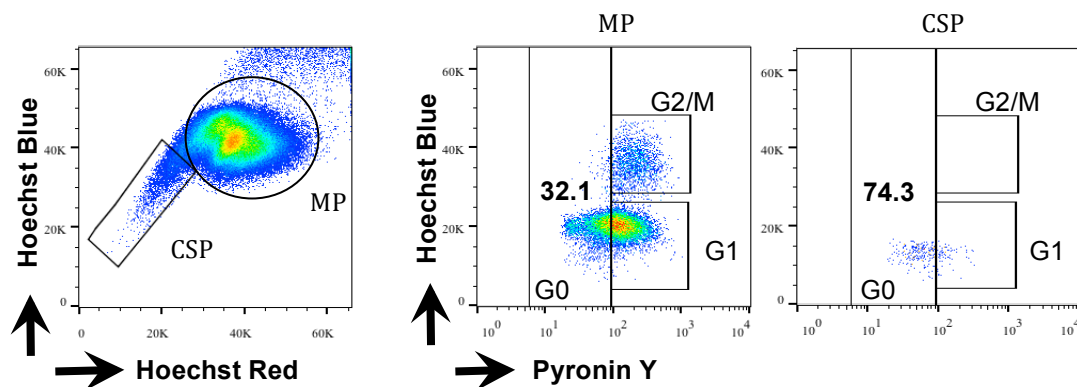 MP
CSP
60K
40K
20K
0
Hoechst Blue
MP
CSP
0
20K
40K
60K
Hoechst Red
60K
40K
20K
0
Hoechst Blue
G2/M
32.1
G1
G0
10⁰
10¹
10²
10³
10⁴
Pyronin Y
60K
40K
20K
0
G2/M
74.3
G1
G0
10⁰
10¹
10²
10³
10⁴